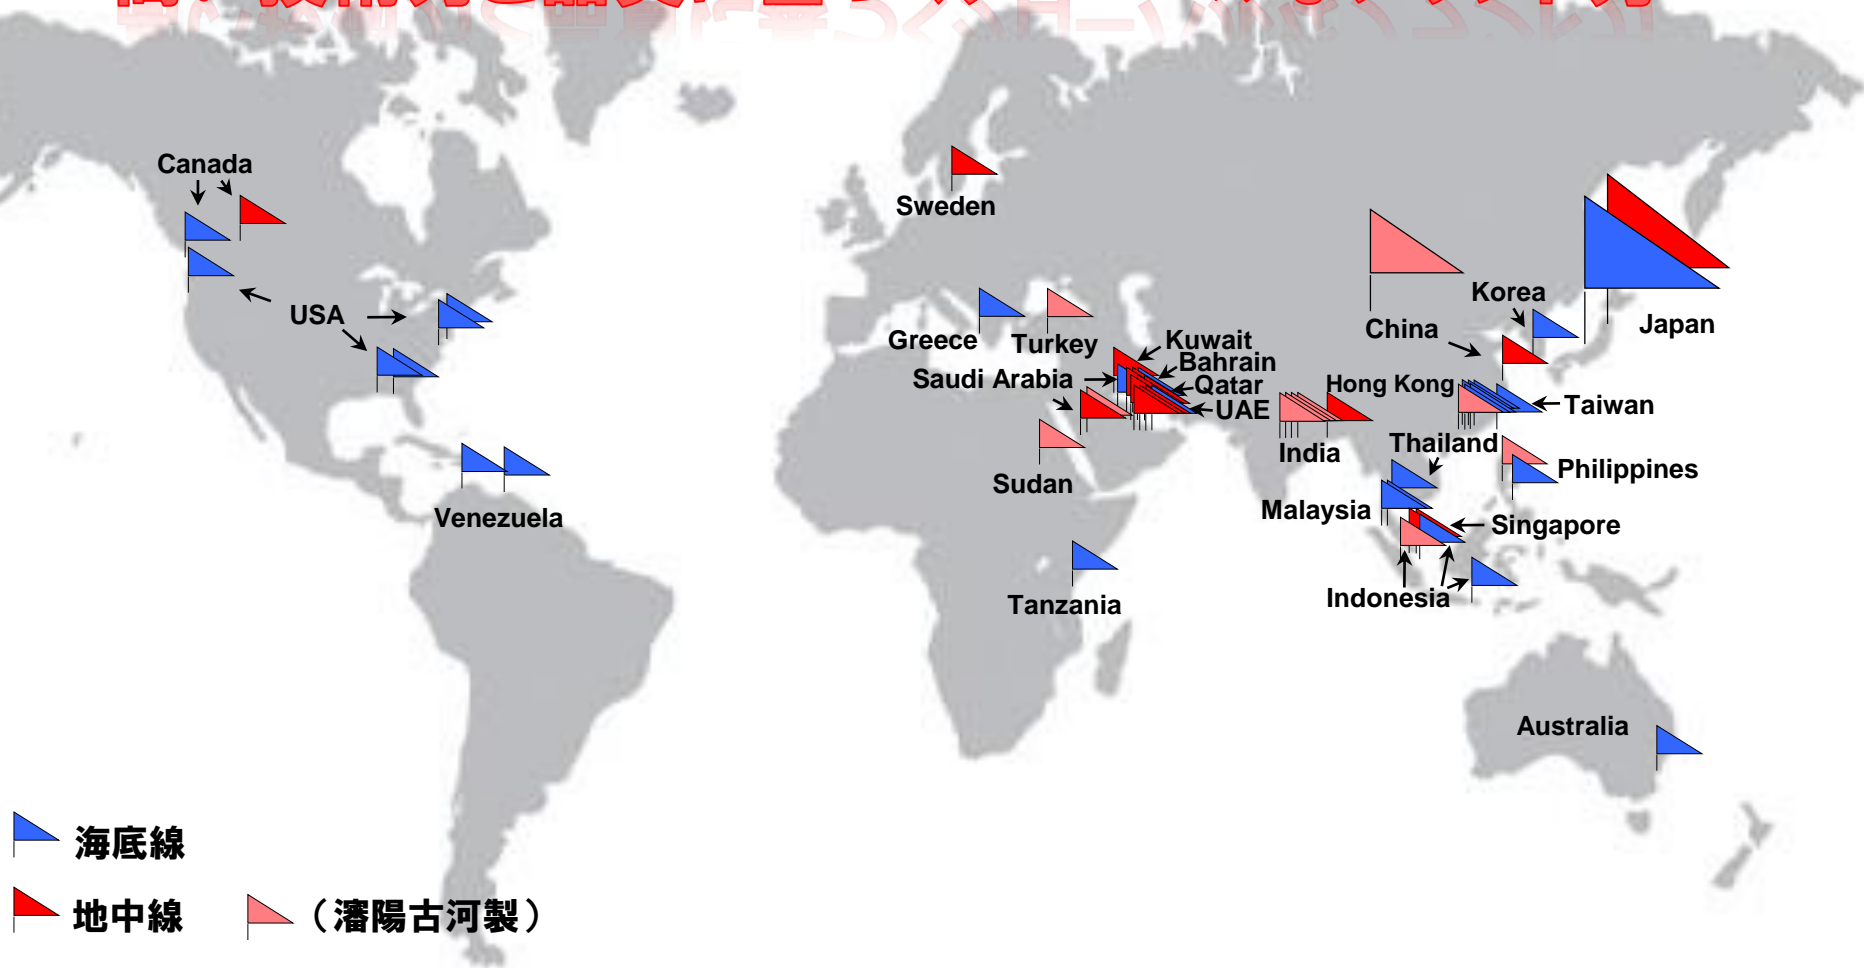 Canada
Sweden
USA
Korea
China
Japan
Greece
Turkey
Kuwait
Bahrain
Saudi Arabia
Qatar
UAE
Hong Kong
Taiwan
India
Thailand
Philippines
Sudan
Malaysia
Singapore
Venezuela
Indonesia
Tanzania
Australia
海底線
地中線
（瀋陽古河製）